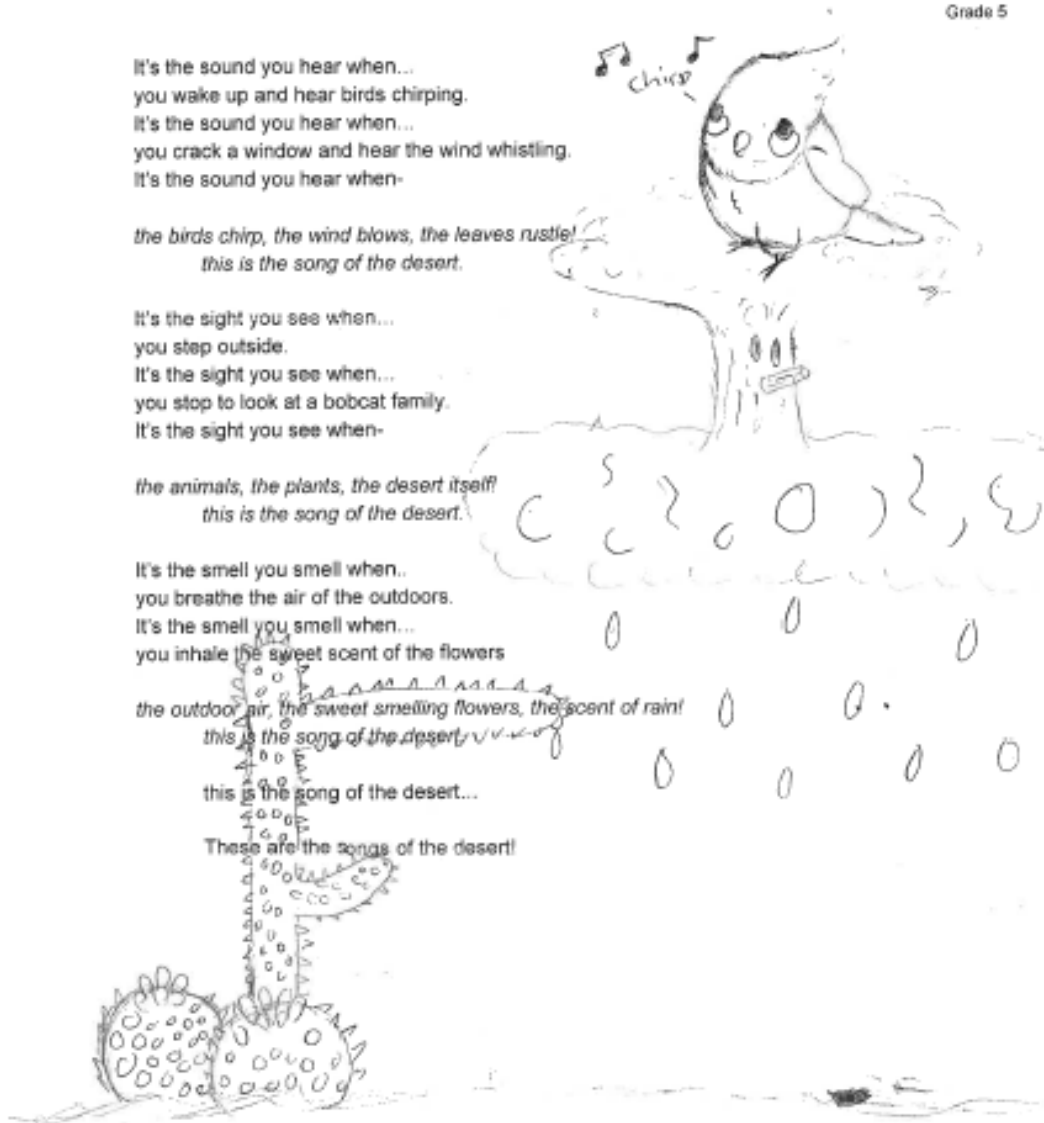 Grade 5
chirp
It's the sound you hear when...
you wake up and hear birds chirping.
It's the sound you hear when...
you crack a window and hear the wind whistling.
It's the sound you hear when-
the birds chirp, the wind blows, the leaves rustle!
this is the song of the desert.
It's the sight you see when...
you step outside.
It's the sight you see when...
you stop to look at a bobcat family.
It's the sight you see when-
the animals, the plants, the desert itself!
this is the song of the desert.
It's the smell you smell when..
you breathe the air of the outdoors.
It's the smell you smell when...
you inhale the sweet scent of the flowers
the outdoor air, the sweet smelling flowers, the scent of rain!
this is the song of the desert.
this is the song of the desert...
These are the songs of the desert!